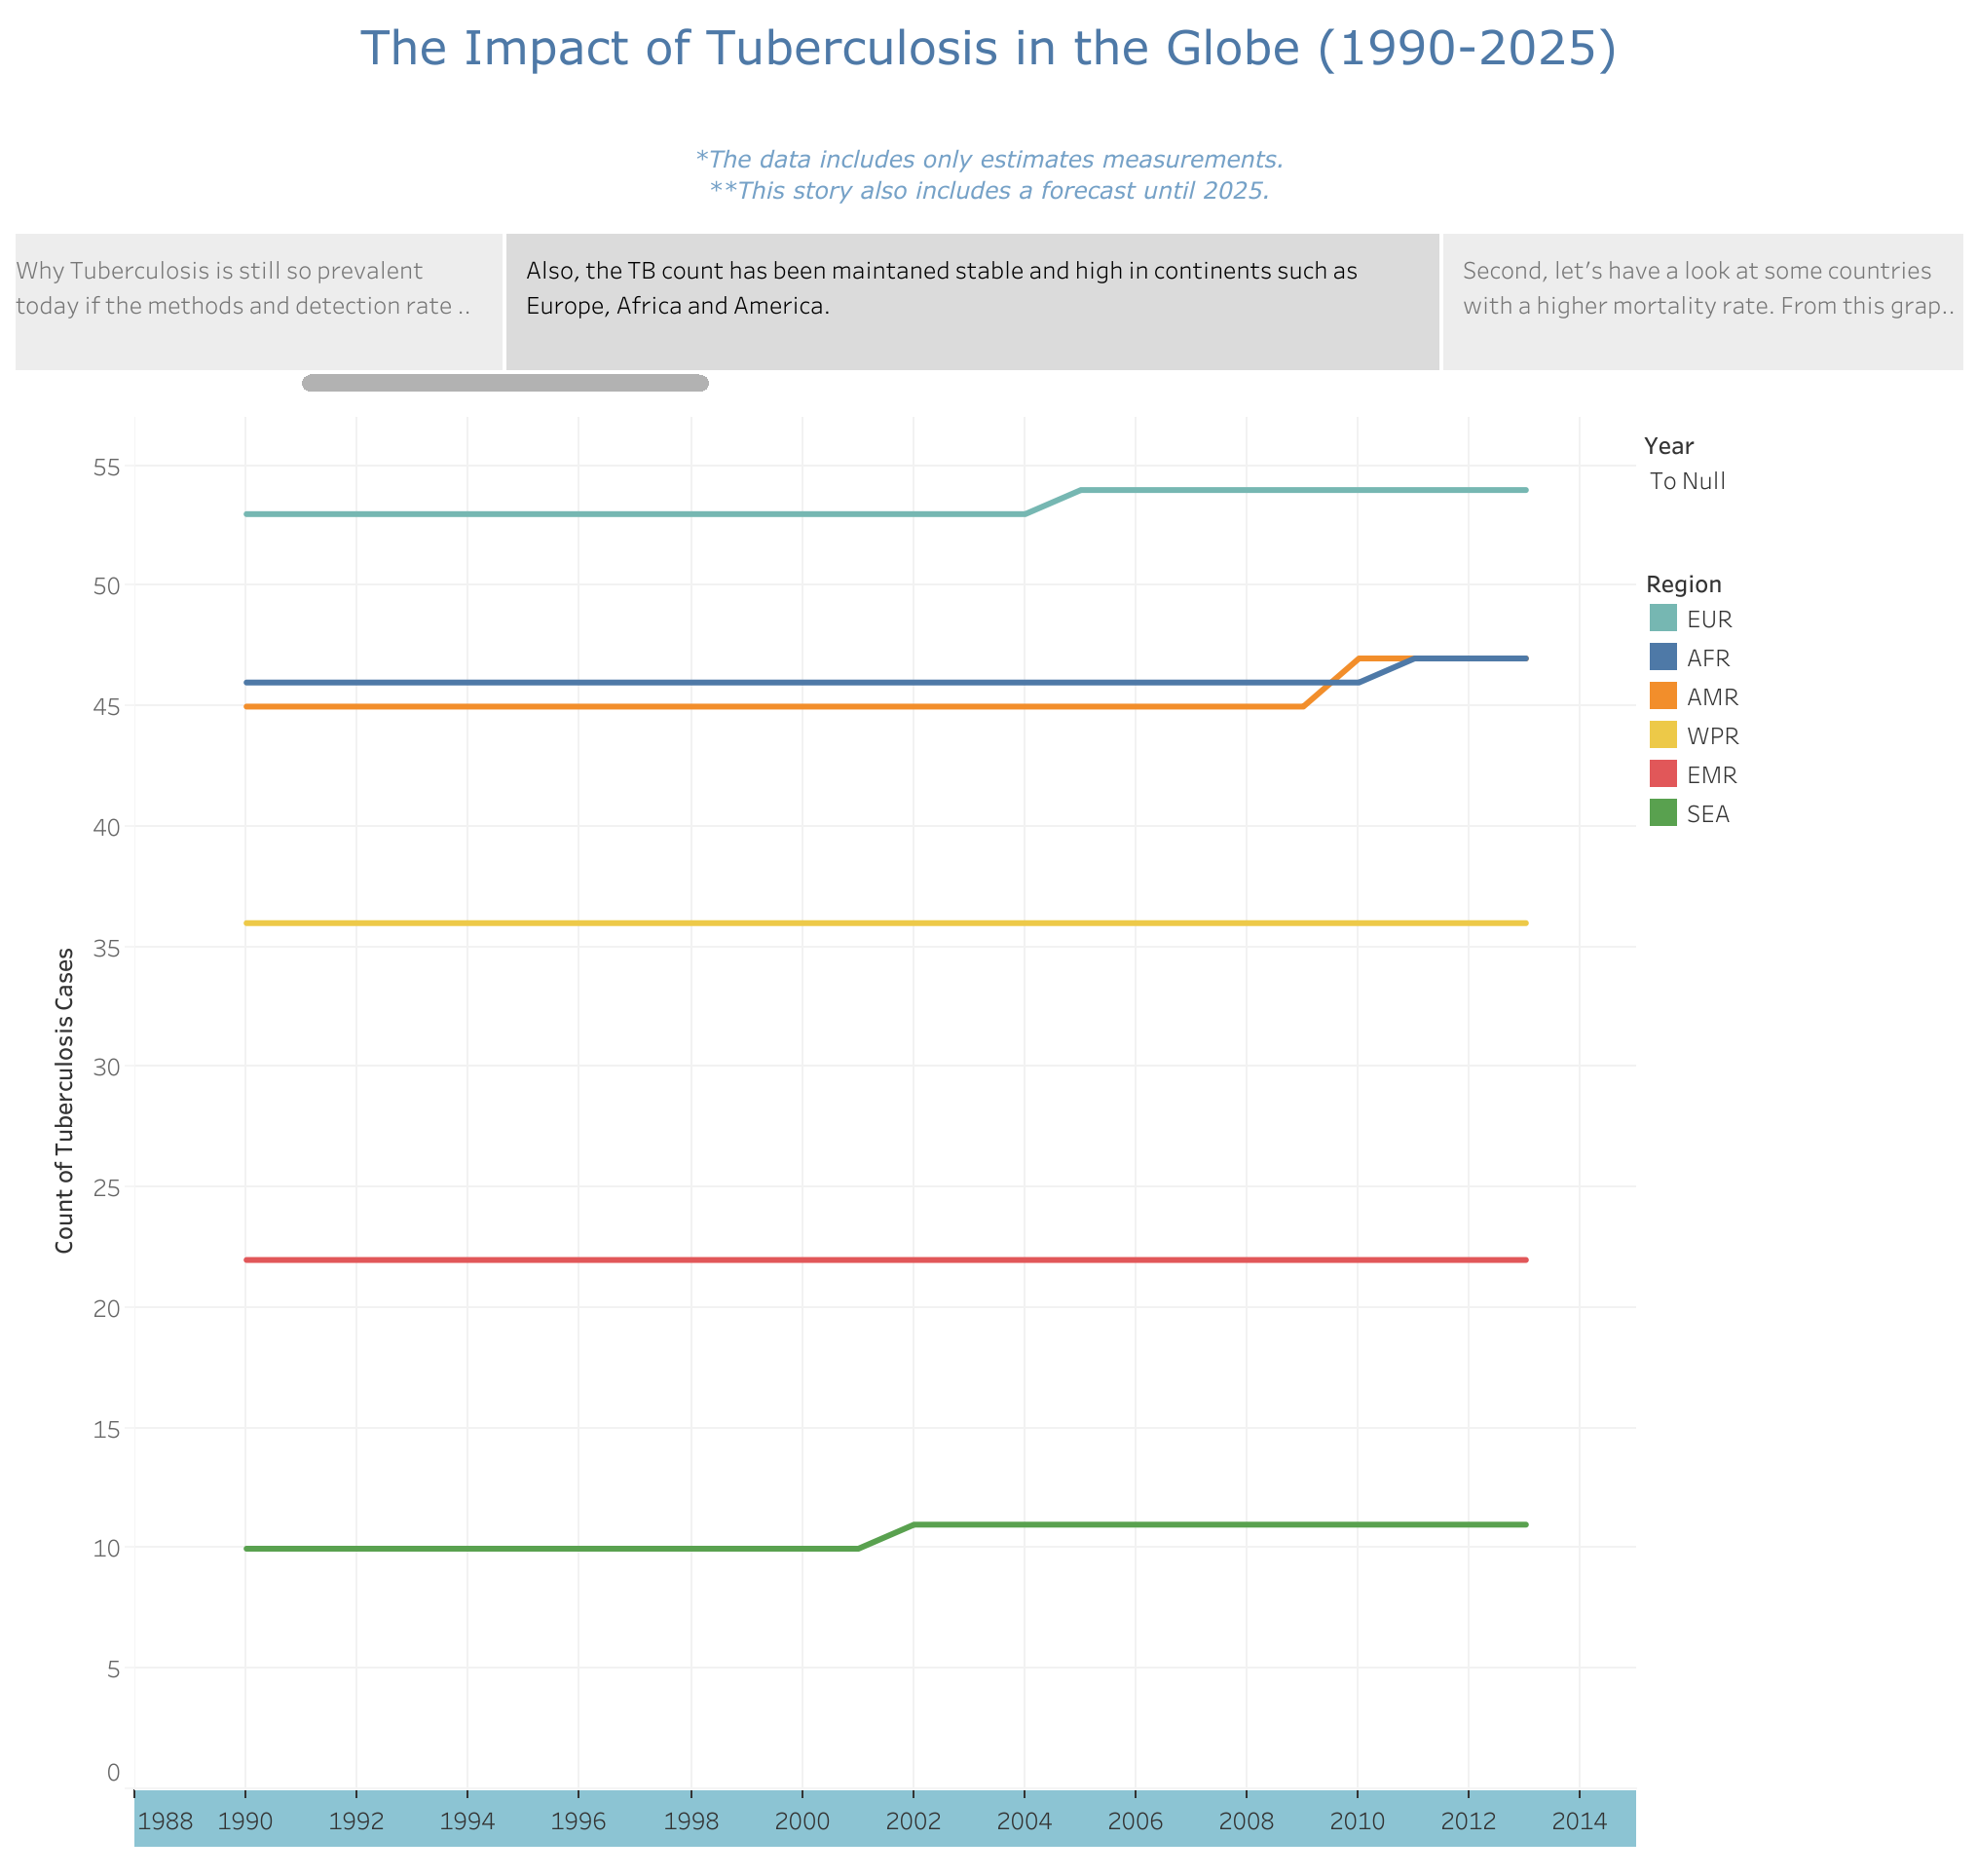 The Impact of Tuberculosis in the Globe (1990-2025)
*The data includes only estimates measurements.
**This story also includes a forecast until 2025.
Why Tuberculosis is still so prevalent
today if the methods and detection rate ..
Also, the TB count has been maintaned stable and high in continents such as
Europe, Africa and America.
Second, let's have a look at some countries
with a higher mortality rate. From this grap..
55
50
45
40
35
30
25
20
15
10
5
0
Count of Tuberculosis Cases
1988 1990 1992 1994 1996 1998 2000 2002 2004 2006 2008 2010 2012 2014
Year
To Null
Region
EUR
AFR
AMR
WPR
EMR
SEA